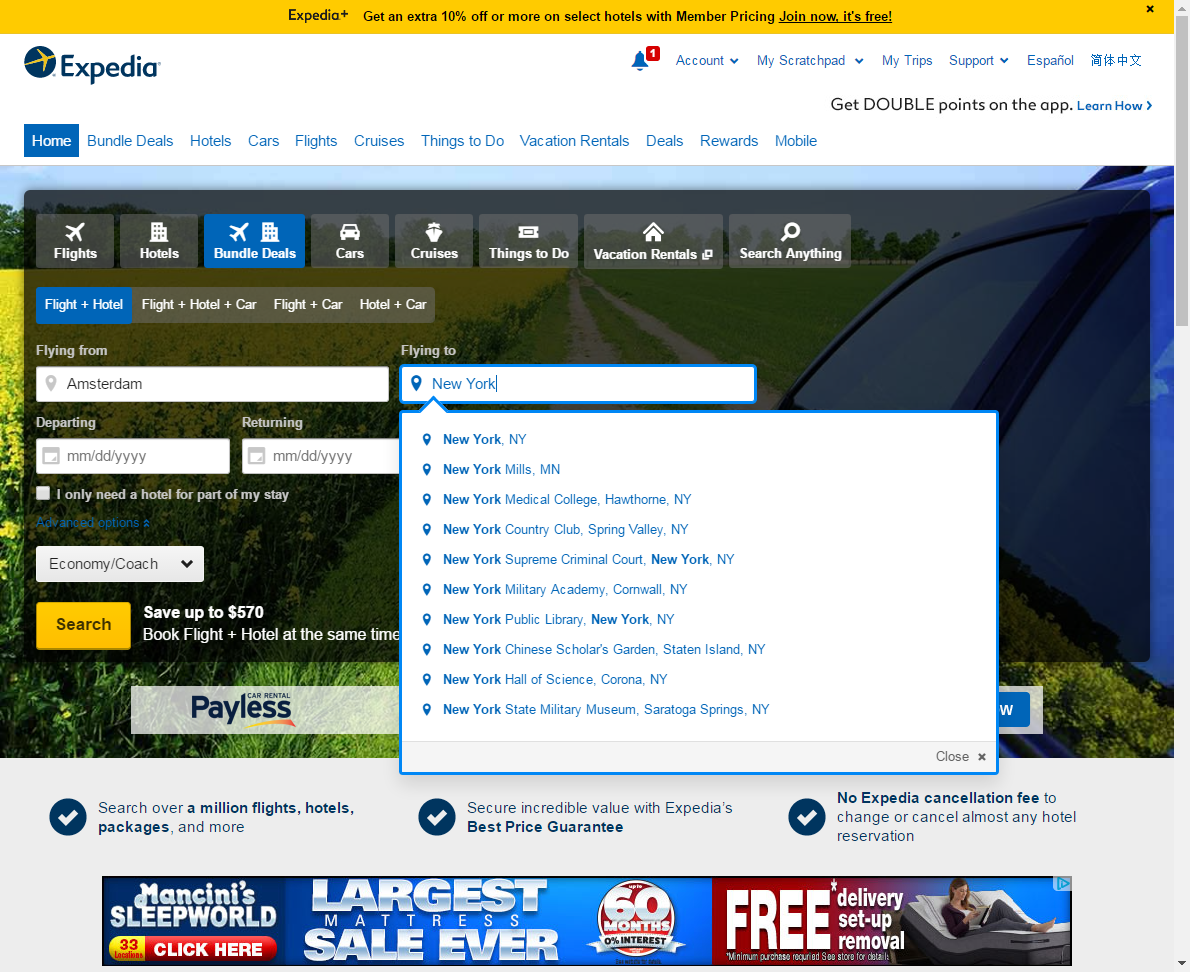 Expedia+ Get an extra 10% off or more on select hotels with Member Pricing Join now, it's free!
Expedia
1
Account
My Scratchpad
My Trips
Support
Español
简体中文
Get DOUBLE points on the app. Learn How
Home
Bundle Deals
Hotels
Cars
Flights
Cruises
Things to Do
Vacation Rentals
Deals
Rewards
Mobile
Flights
Hotels
Bundle Deals
Cars
Cruises
Things to Do
Vacation Rentals
Search Anything
Flight + Hotel
Flight + Hotel + Car
Flight + Car
Hotel + Car
Flying from
Flying to
Amsterdam
New York
Departing
Returning
mm/dd/yyyy
mm/dd/yyyy
I only need a hotel for part of my stay
Advanced options
Economy/Coach
Search
Save up to $570
Book Flight + Hotel at the same time
New York, NY
New York Mills, MN
New York Medical College, Hawthorne, NY
New York Country Club, Spring Valley, NY
New York Supreme Criminal Court, New York, NY
New York Military Academy, Cornwall, NY
New York Public Library, New York, NY
New York Chinese Scholar's Garden, Staten Island, NY
New York Hall of Science, Corona, NY
New York State Military Museum, Saratoga Springs, NY
Close
CAR RENTAL
Payless
W
Search over a million flights, hotels,
packages, and more
Secure incredible value with Expedia's
Best Price Guarantee
No Expedia cancellation fee to
change or cancel almost any hotel
reservation
Mancini's
SLEEPWORLD
33
Locations
CLICK HERE
LARGEST
MATTRESS
SALE EVER
up to
60
MONTHS
0% INTEREST
See website for details
FREE*
delivery
set-up
removal
*Minimum purchase required See store for details